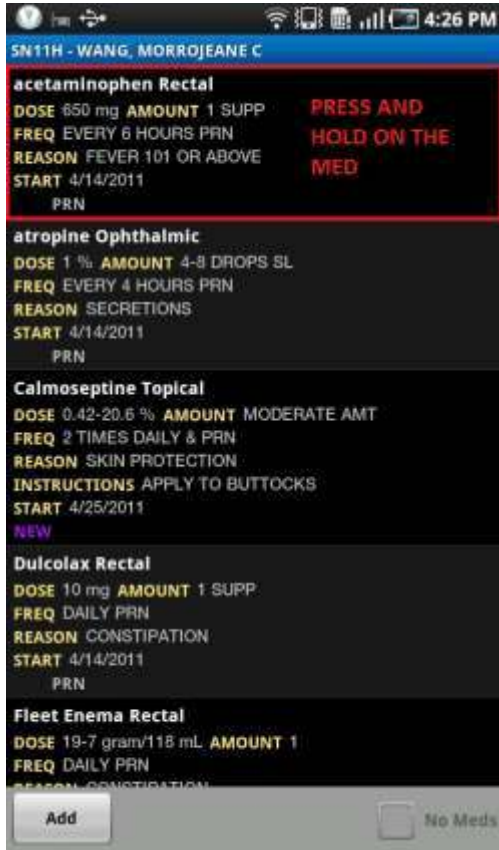 4:26 PM
SN11H - WANG, MORROJEANE C
acetaminophen Rectal
DOSE 650 mg AMOUNT 1 SUPP
FREQ EVERY 6 HOURS PRN
REASON FEVER 101 OR ABOVE
START 4/14/2011
PRN
PRESS AND
HOLD ON THE
MED
atropine Ophthalmic
DOSE 1 % AMOUNT 4-8 DROPS SL
FREQ EVERY 4 HOURS PRN
REASON SECRETIONS
START 4/14/2011
PRN
Calmoseptine Topical
DOSE 0.42-20.6 % AMOUNT MODERATE AMT
FREQ 2 TIMES DAILY & PRN
REASON SKIN PROTECTION
INSTRUCTIONS APPLY TO BUTTOCKS
START 4/25/2011
NEW
Dulcolax Rectal
DOSE 10 mg AMOUNT 1 SUPP
FREQ DAILY PRN
REASON CONSTIPATION
START 4/14/2011
PRN
Fleet Enema Rectal
DOSE 19-7 gram/118 mL AMOUNT 1
FREQ DAILY PRN
REASON CONSTIPATION
Add
No Meds